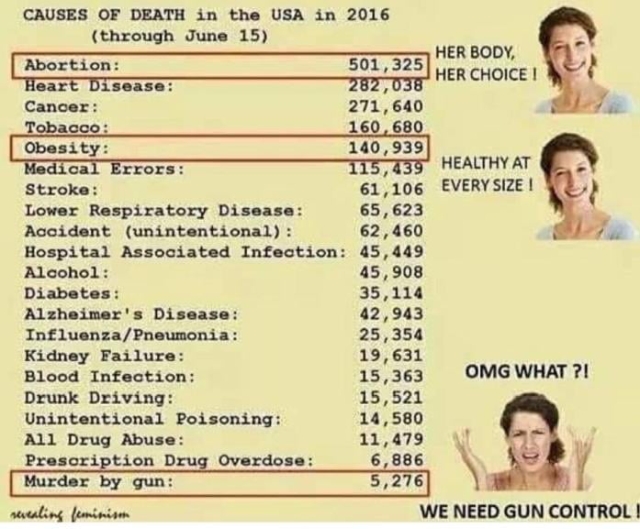 CAUSES OF DEATH in the USA in 2016
(through June 15)
Abortion: 501,325
HER BODY,
HER CHOICE !
Heart Disease: 282,038
Cancer: 271,640
Tobacco: 160,680
Obesity: 140,939
HEALTHY AT
EVERY SIZE !
Medical Errors: 115,439
Stroke: 61,106
Lower Respiratory Disease: 65,623
Accident (unintentional): 62,460
Hospital Associated Infection: 45,449
Alcohol: 45,908
Diabetes: 35,114
Alzheimer's Disease: 42,943
Influenza/Pneumonia: 25,354
Kidney Failure: 19,631
Blood Infection: 15,363
Drunk Driving: 15,521
Unintentional Poisoning: 14,580
All Drug Abuse: 11,479
Prescription Drug Overdose: 6,886
Murder by gun: 5,276
OMG WHAT ?!
WE NEED GUN CONTROL !
revealing feminism